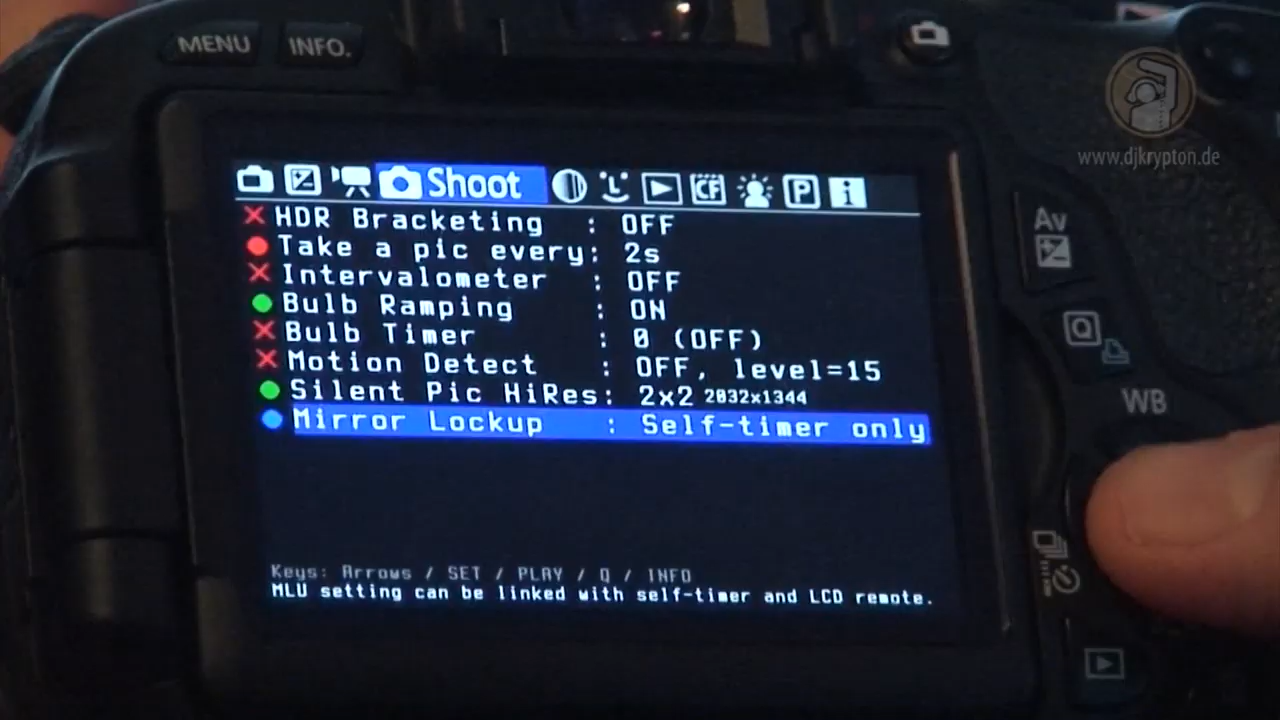 MENU INFO.
www.djkrypton.de
Shoot CF P i
HDR Bracketing : OFF
Take a pic every: 2s
Intervalometer : OFF
Bulb Ramping : ON
Bulb Timer : 0 (OFF)
Motion Detect : OFF, level=15
Silent Pic HiRes: 2x2 2032x1344
Mirror Lockup : Self-timer only
Keys: Arrows / SET / PLAY / Q / INFO
MLU setting can be linked with self-timer and LCD remote.
Av
Q
WB